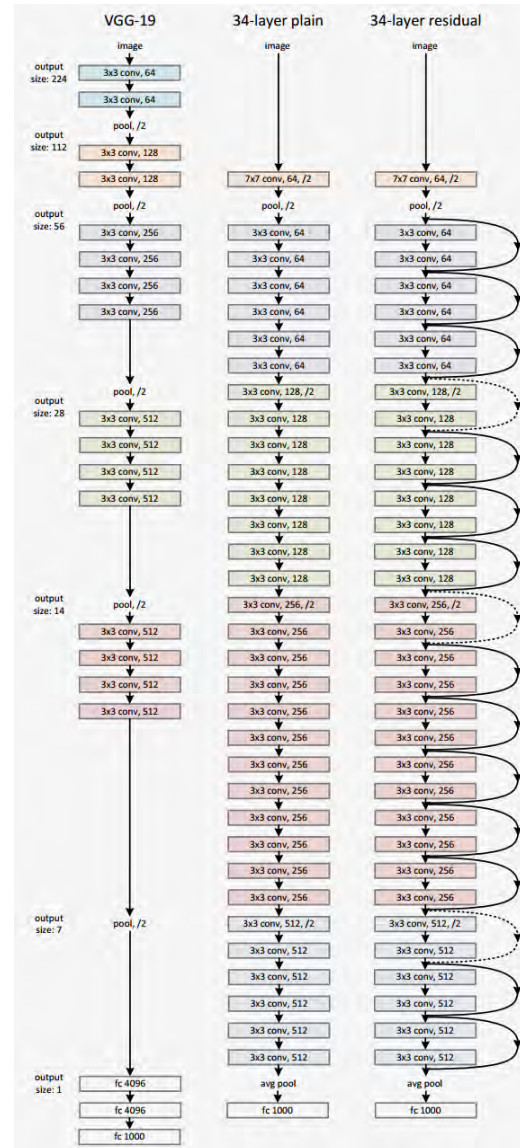 output
size: 224
output
size: 112
output
size: 56
output
size: 28
output
size: 14
output
size: 7
output
size: 1
VGG-19
image
3x3 conv, 64
3x3 conv, 64
pool, /2
3x3 conv, 128
3x3 conv, 128
pool, /2
3x3 conv, 256
3x3 conv, 256
3x3 conv, 256
3x3 conv, 256
pool, /2
3x3 conv, 512
3x3 conv, 512
3x3 conv, 512
3x3 conv, 512
pool, /2
3x3 conv, 512
3x3 conv, 512
3x3 conv, 512
3x3 conv, 512
pool, /2
fc 4096
fc 4096
fc 1000
34-layer plain
image
7x7 conv, 64, /2
pool, /2
3x3 conv, 64
3x3 conv, 64
3x3 conv, 64
3x3 conv, 64
3x3 conv, 64
3x3 conv, 64
3x3 conv, 128, /2
3x3 conv, 128
3x3 conv, 128
3x3 conv, 128
3x3 conv, 128
3x3 conv, 128
3x3 conv, 128
3x3 conv, 128
3x3 conv, 256, /2
3x3 conv, 256
3x3 conv, 256
3x3 conv, 256
3x3 conv, 256
3x3 conv, 256
3x3 conv, 256
3x3 conv, 256
3x3 conv, 256
3x3 conv, 256
3x3 conv, 256
3x3 conv, 256
3x3 conv, 512, /2
3x3 conv, 512
3x3 conv, 512
3x3 conv, 512
3x3 conv, 512
3x3 conv, 512
avg pool
fc 1000
34-layer residual
image
7x7 conv, 64, /2
pool, /2
3x3 conv, 64
3x3 conv, 64
3x3 conv, 64
3x3 conv, 64
3x3 conv, 64
3x3 conv, 64
3x3 conv, 128, /2
3x3 conv, 128
3x3 conv, 128
3x3 conv, 128
3x3 conv, 128
3x3 conv, 128
3x3 conv, 128
3x3 conv, 128
3x3 conv, 256, /2
3x3 conv, 256
3x3 conv, 256
3x3 conv, 256
3x3 conv, 256
3x3 conv, 256
3x3 conv, 256
3x3 conv, 256
3x3 conv, 256
3x3 conv, 256
3x3 conv, 256
3x3 conv, 256
3x3 conv, 512, /2
3x3 conv, 512
3x3 conv, 512
3x3 conv, 512
3x3 conv, 512
3x3 conv, 512
avg pool
fc 1000